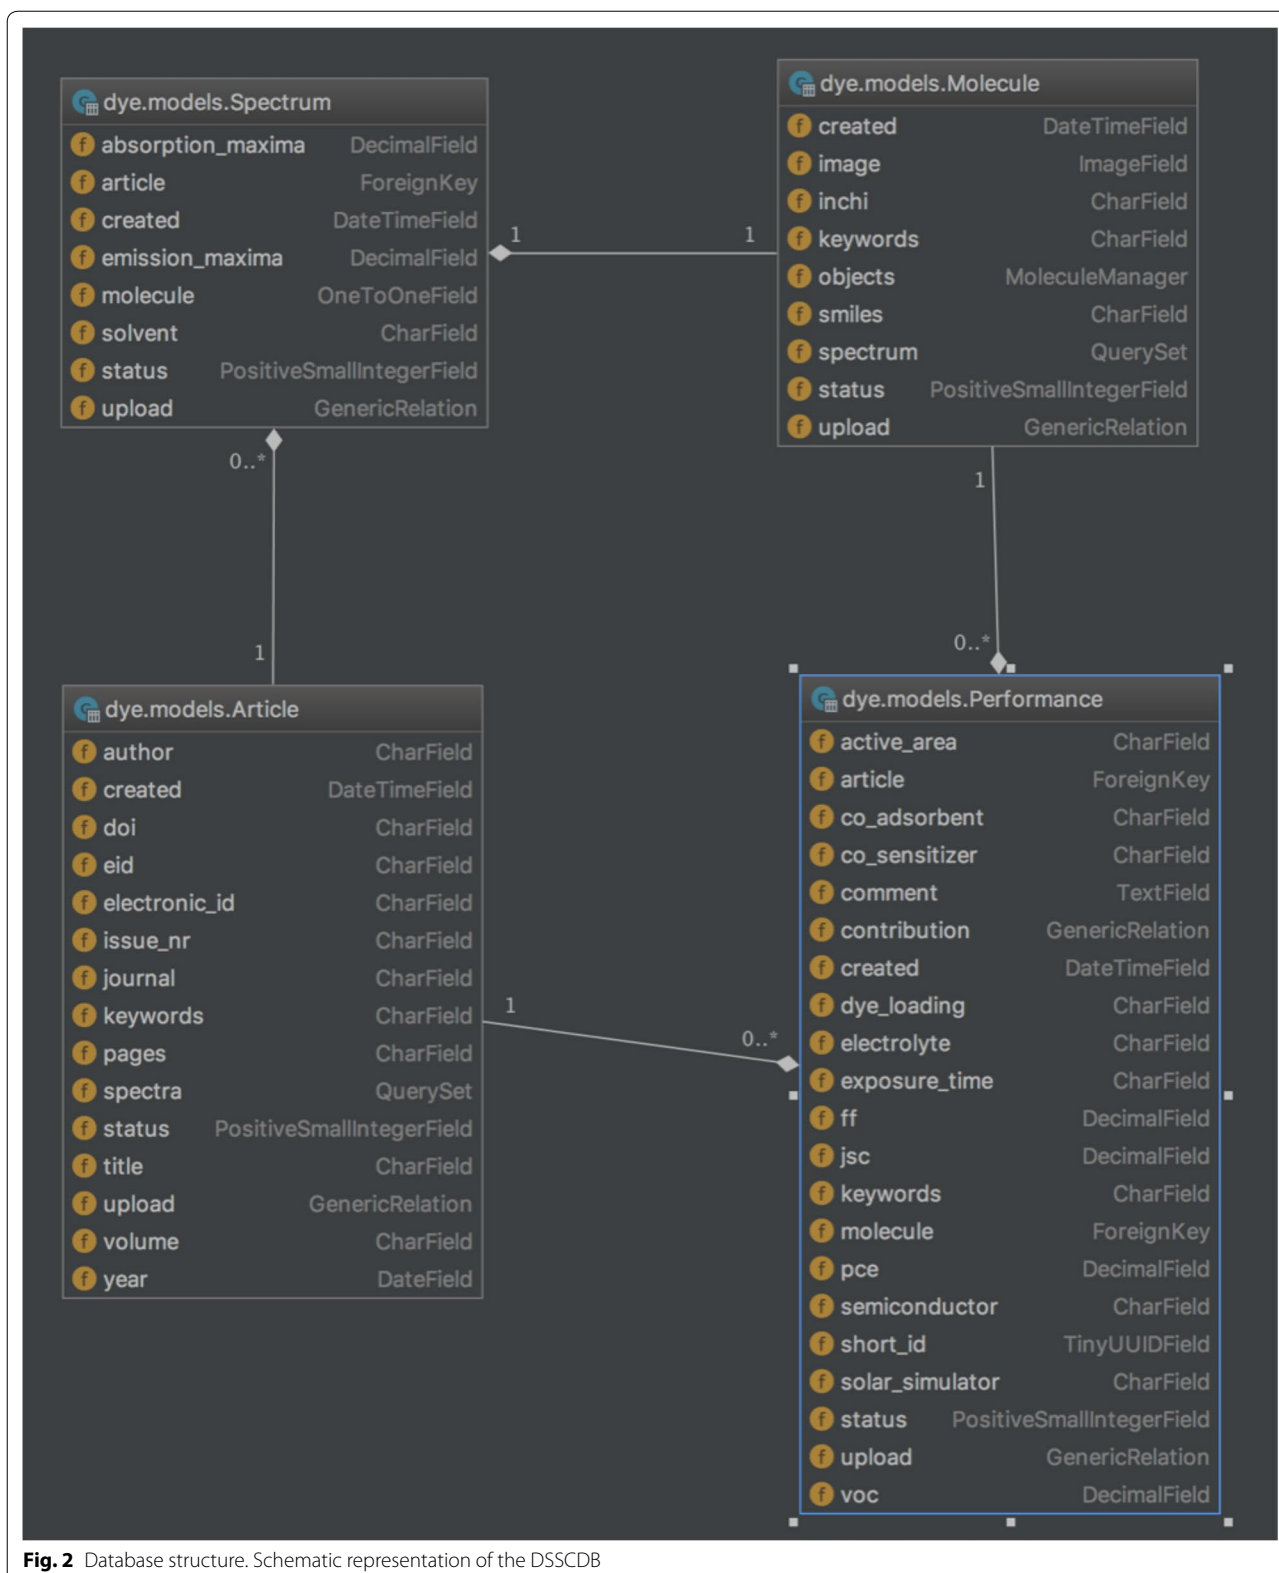 dye.models.Spectrum
absorption_maxima DecimalField
article ForeignKey
created DateTimeField
emission_maxima DecimalField
molecule OneToOneField
solvent CharField
status PositiveSmallIntegerField
upload GenericRelation
dye.models.Molecule
created DateTimeField
image ImageField
inchi CharField
keywords CharField
objects MoleculeManager
smiles CharField
spectrum QuerySet
status PositiveSmallIntegerField
upload GenericRelation
1 1
0..*
1
1
0..*
dye.models.Article
author CharField
created DateTimeField
doi CharField
eid CharField
electronic_id CharField
issue_nr CharField
journal CharField
keywords CharField
pages CharField
spectra QuerySet
status PositiveSmallIntegerField
title CharField
upload GenericRelation
volume CharField
year DateField
1
0..*
dye.models.Performance
active_area CharField
article ForeignKey
co_adsorbent CharField
co_sensitizer CharField
comment TextField
contribution GenericRelation
created DateTimeField
dye_loading CharField
electrolyte CharField
exposure_time CharField
ff DecimalField
jsc DecimalField
keywords CharField
molecule ForeignKey
pce DecimalField
semiconductor CharField
short_id TinyUUIDField
solar_simulator CharField
status PositiveSmallIntegerField
upload GenericRelation
voc DecimalField
Fig. 2 Database structure. Schematic representation of the DSSCDB